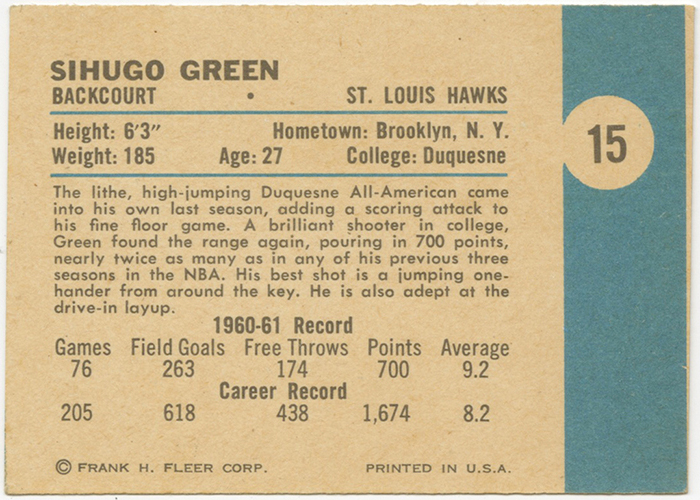 SIHUGO GREEN
BACKCOURT • ST. LOUIS HAWKS
Height: 6'3" Hometown: Brooklyn, N. Y.
Weight: 185 Age: 27 College: Duquesne
15
The lithe, high-jumping Duquesne All-American came
into his own last season, adding a scoring attack to
his fine floor game. A brilliant shooter in college,
Green found the range again, pouring in 700 points,
nearly twice as many as in any of his previous three
seasons in the NBA. His best shot is a jumping one-
hander from around the key. He is also adept at the
drive-in layup.
1960-61 Record
Games Field Goals Free Throws Points Average
76 263 174 700 9.2
Career Record
205 618 438 1,674 8.2
© FRANK H. FLEER CORP. PRINTED IN U.S.A.